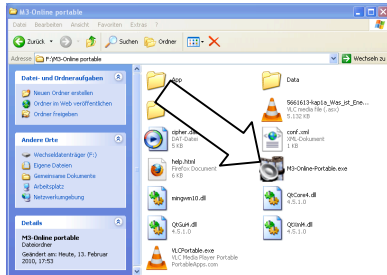 M3-Online portable
Datei Bearbeiten Ansicht Favoriten Extras ?
Zurück Suchen Ordner
Adresse F:\M3-Online portable Wechseln zu
Datei- und Ordneraufgaben
Neuen Ordner erstellen
Ordner im Web veröffentlichen
Ordner freigeben
Andere Orte
Wechseldatenträger (F:)
Eigene Dateien
Gemeinsame Dokumente
Arbeitsplatz
Netzwerkumgebung
Details
M3-Online portable
Dateiordner
Geändert am: Heute, 13. Februar
2010, 17:53
App
Data
5661613-kap1a_Was_ist_Ene...
VLC media file (.asx)
5.132 KB
cipher.da
DAT-Datei
5 KB
conf.xml
XML-Dokument
1 KB
help.html
Firefox Document
6 KB
M3-Online-Portable.exe
mingwm10.dll
QtCore4.dll
4.5.1.0
QtGui4.dll
4.5.1.0
QtXml4.dll
4.5.1.0
VLCPortable.exe
VLC Media Player Portable
PortableApps.com